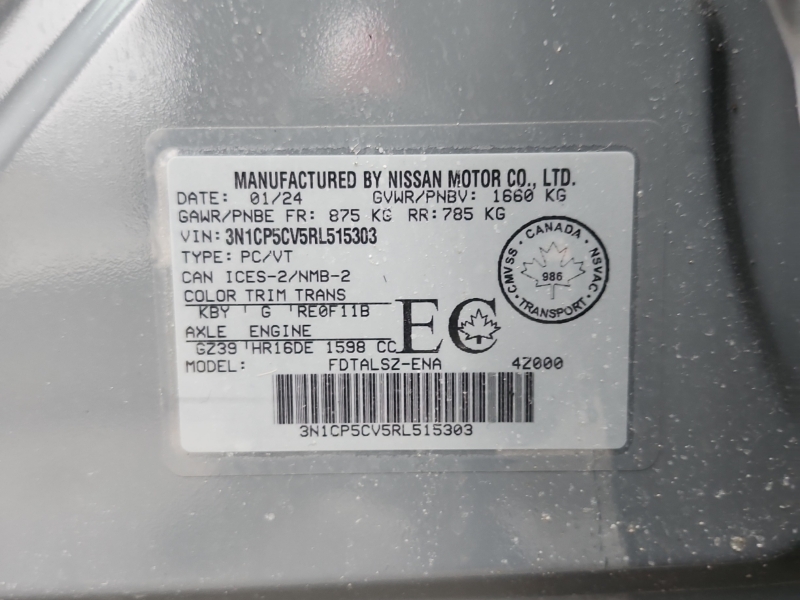 MANUFACTURED BY NISSAN MOTOR CO., LTD.
DATE: 01/24 GVWR/PNBV: 1660 KG
GAWR/PNBE FR: 875 KG RR: 785 KG
VIN: 3N1CP5CV5RL515303
TYPE: PC/VT
CAN ICES-2/NMB-2
COLOR TRIM TRANS
KBY G RE0F11B
AXLE ENGINE
GZ39 HR16DE 1598 CC
EC
CANADA
CMVSS
986
NSVAC
TRANSPORT
MODEL: FDTALSZ-ENA 42000
3N1CP5CV5RL515303